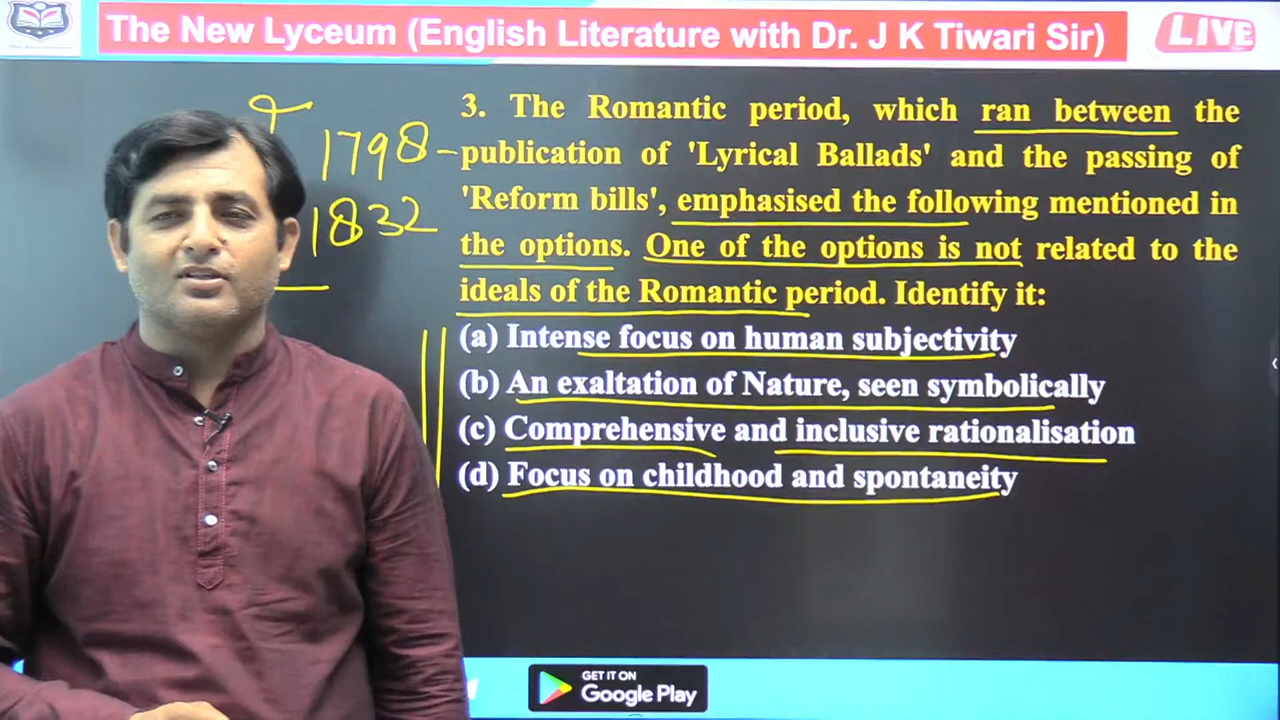 The New Lyceum (English Literature with Dr. J K Tiwari Sir)
LIVE
1798-
1832
3. The Romantic period, which ran between the
publication of 'Lyrical Ballads' and the passing of
'Reform bills', emphasised the following mentioned in
the options. One of the options is not related to the
ideals of the Romantic period. Identify it:
(a) Intense focus on human subjectivity
(b) An exaltation of Nature, seen symbolically
(c) Comprehensive and inclusive rationalisation
(d) Focus on childhood and spontaneity
GET IT ON
Google Play